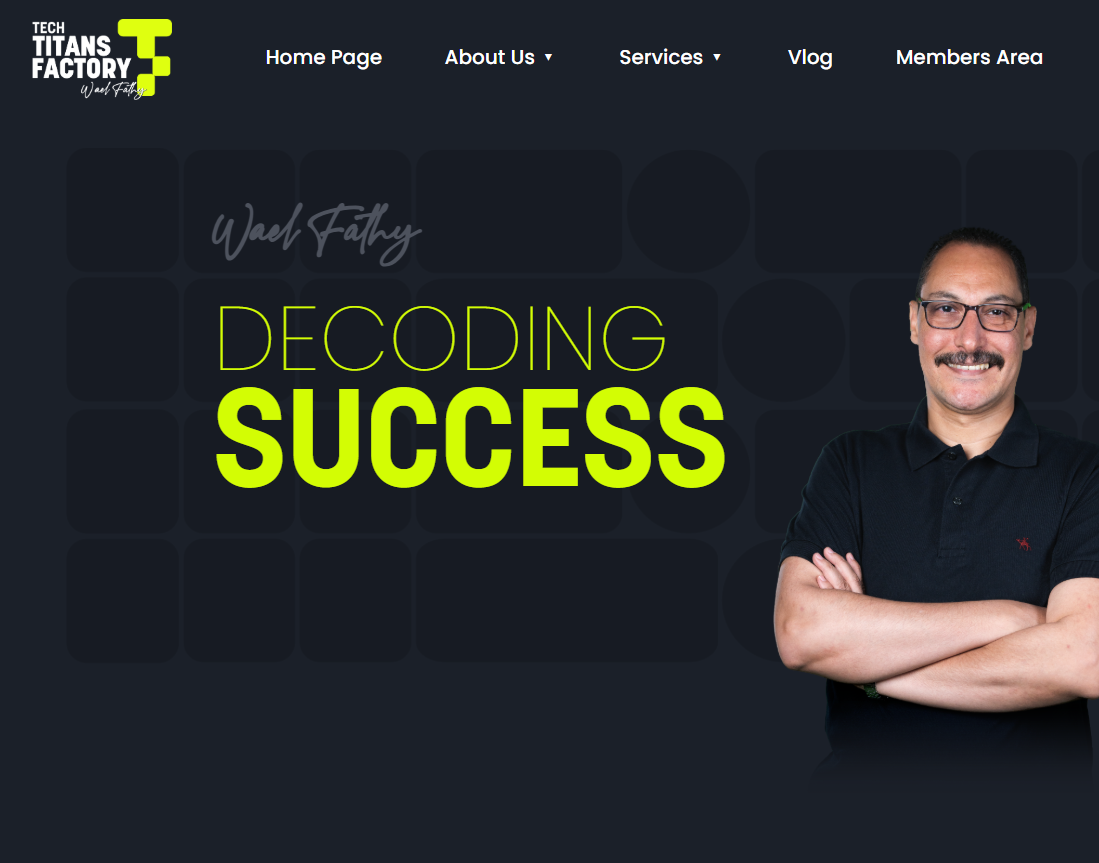 TECH
TITANS
FACTORY
Wael Fathy
Home Page
About Us ▼
Services ▼
Vlog
Members Area
Wael Fathy
DECODING
SUCCESS